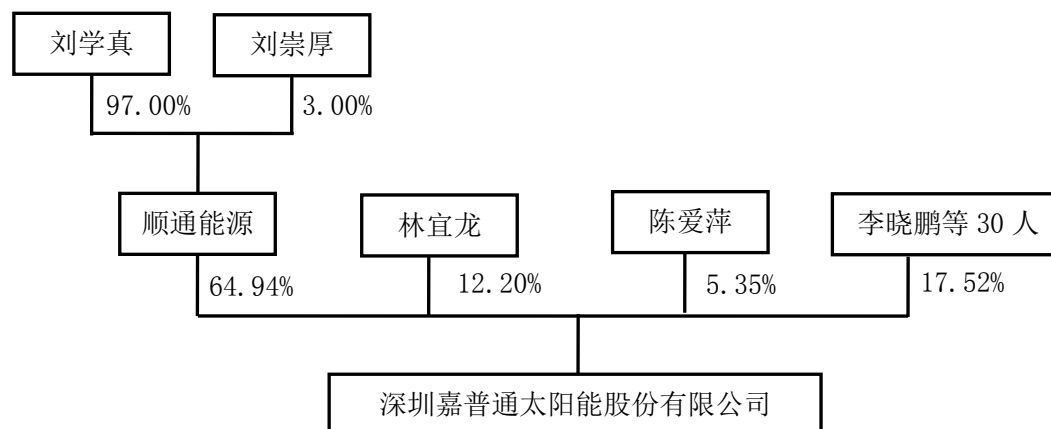 刘学真
刘崇厚
97.00%
3.00%
顺通能源
林宜龙
陈爱萍
李晓鹏等 30 人
64.94%
12.20%
5.35%
17.52%
深圳嘉普通太阳能股份有限公司